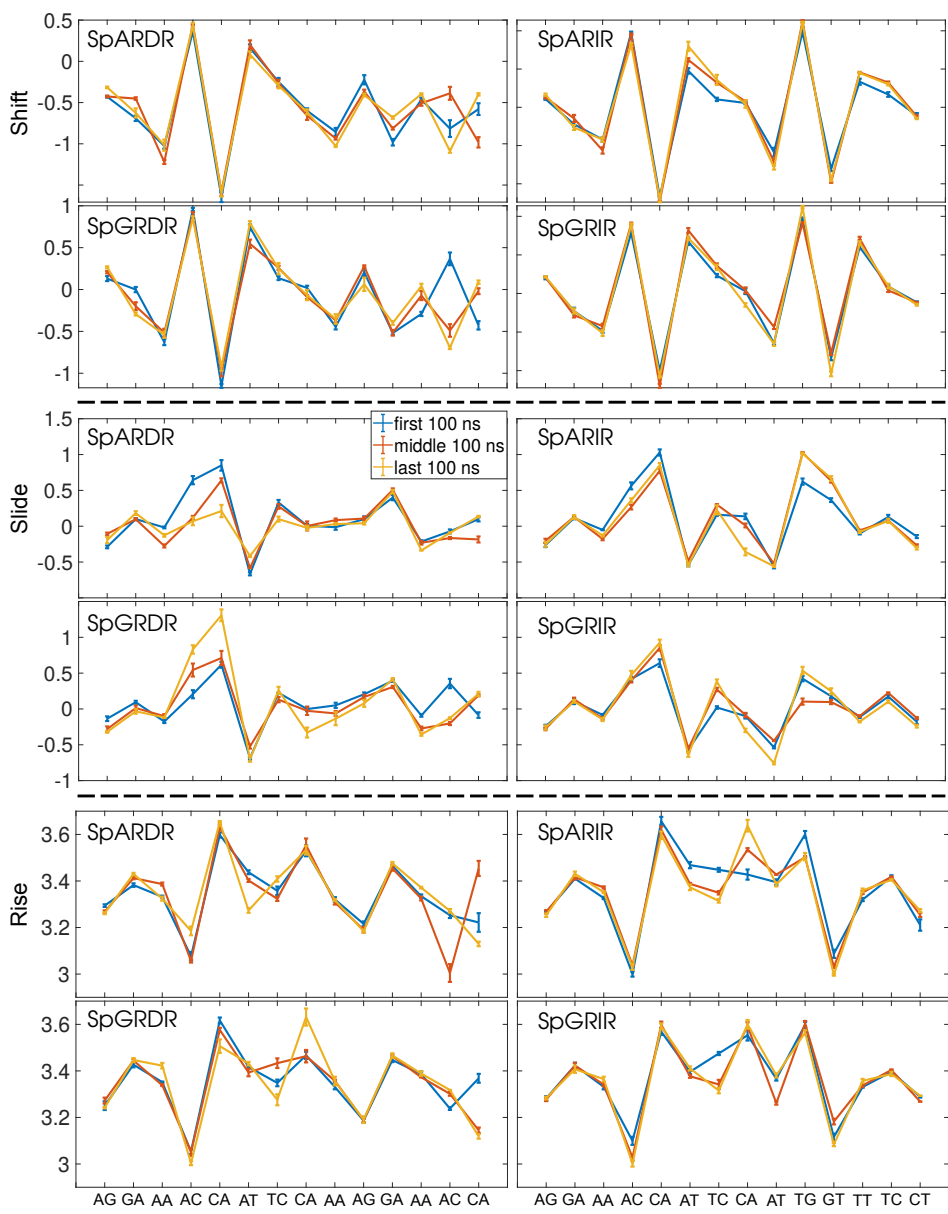 SpARDR SpARIR
0.5
0
-0.5
-1
Shift
SpGRDR SpGRIR
1
0.5
0
-0.5
-1
SpARDR SpARIR
first 100 ns
middle 100 ns
last 100 ns
1.5
1
0.5
0
-0.5
Slide
SpGRDR SpGRIR
1
0.5
0
-0.5
-1
SpARDR SpARIR
3.6
3.4
3.2
3
Rise
SpGRDR SpGRIR
3.6
3.4
3.2
3
AG GA AA AC CA AT TC CA AA AG GA AA AC CA AG GA AA AC CA AT TC CA AT TG GT TT TC CT